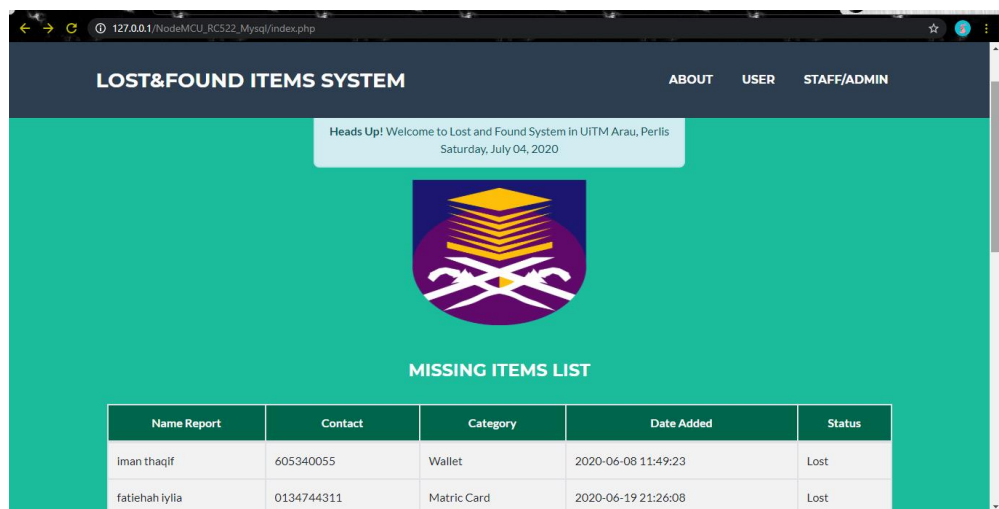 127.0.0.1/NodeMCU_RC522_Mysql/index.php
LOST&FOUND ITEMS SYSTEM ABOUT USER STAFF/ADMIN
Heads Up! Welcome to Lost and Found System in UiTM Arau, Perlis
Saturday, July 04, 2020
MISSING ITEMS LIST
Name Report Contact Category Date Added Status
iman thaqif 605340055 Wallet 2020-06-08 11:49:23 Lost
fatiehah iylia 0134744311 Matric Card 2020-06-19 21:26:08 Lost